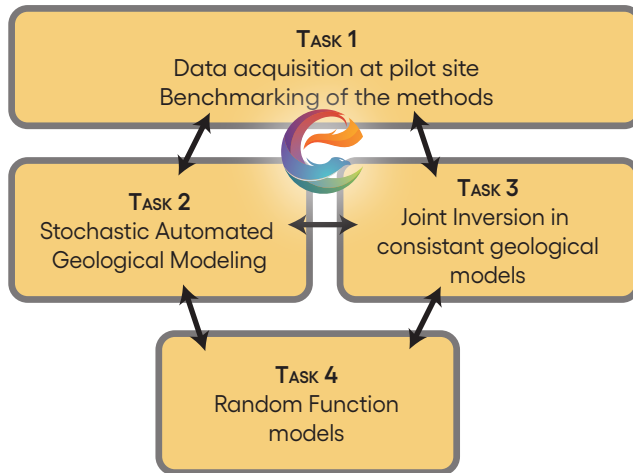 TASK 1
Data acquisition at pilot site
Benchmarking of the methods
TASK 2
Stochastic Automated
Geological Modeling
TASK 3
Joint Inversion in
consistant geological
models
TASK 4
Random Function
models